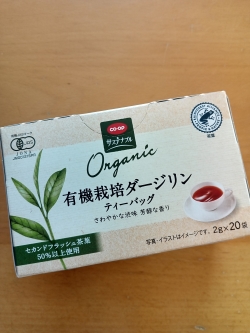 CO・OP
サステナブル
JAS
Organic
有機栽培ダージリン
ティーバッグ
さわやかな渋味 芳醇な香り
セカンドフラッシュ茶葉
50%以上使用
写真・イラストはイメージです。
2g×20袋